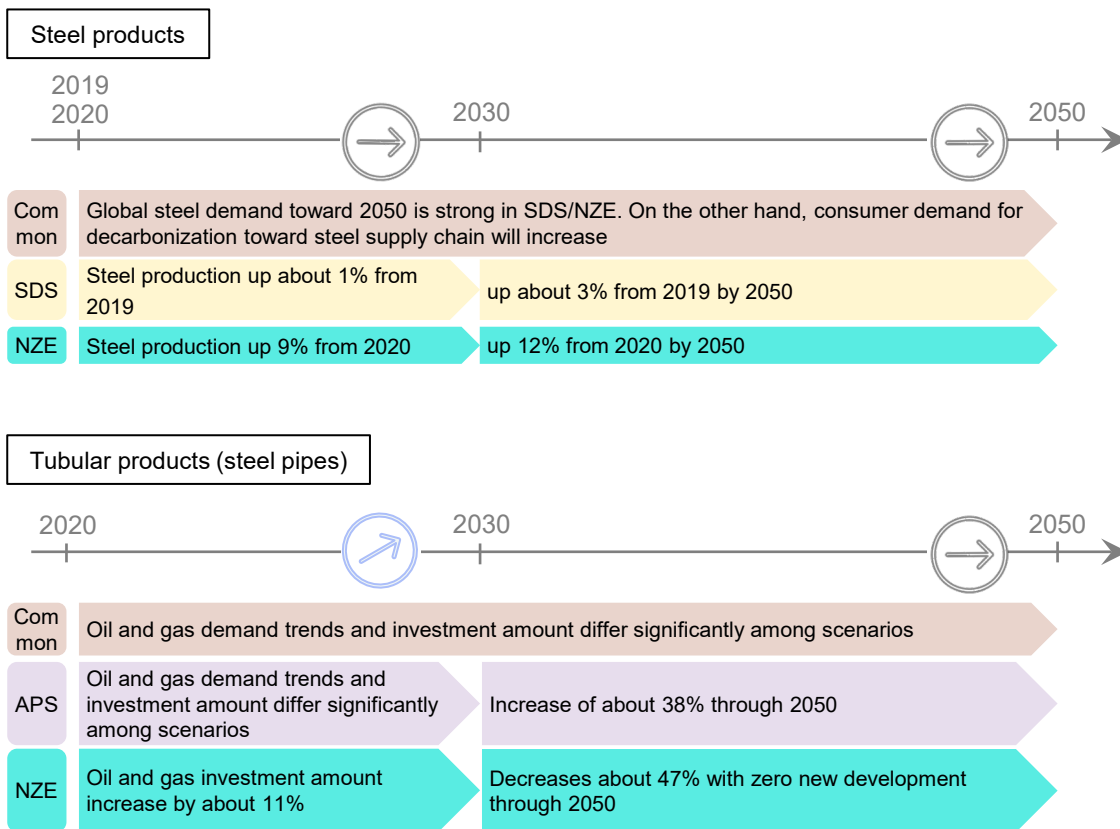 Steel products
2019
2020
2030
2050
Com
mon
Global steel demand toward 2050 is strong in SDS/NZE. On the other hand, consumer demand for
decarbonization toward steel supply chain will increase
SDS
Steel production up about 1% from
2019
up about 3% from 2019 by 2050
NZE
Steel production up 9% from 2020
up 12% from 2020 by 2050
Tubular products (steel pipes)
2020
2030
2050
Com
mon
Oil and gas demand trends and investment amount differ significantly among scenarios
APS
Oil and gas demand trends and
investment amount differ significantly
among scenarios
Increase of about 38% through 2050
NZE
Oil and gas investment amount
increase by about 11%
Decreases about 47% with zero new development
through 2050